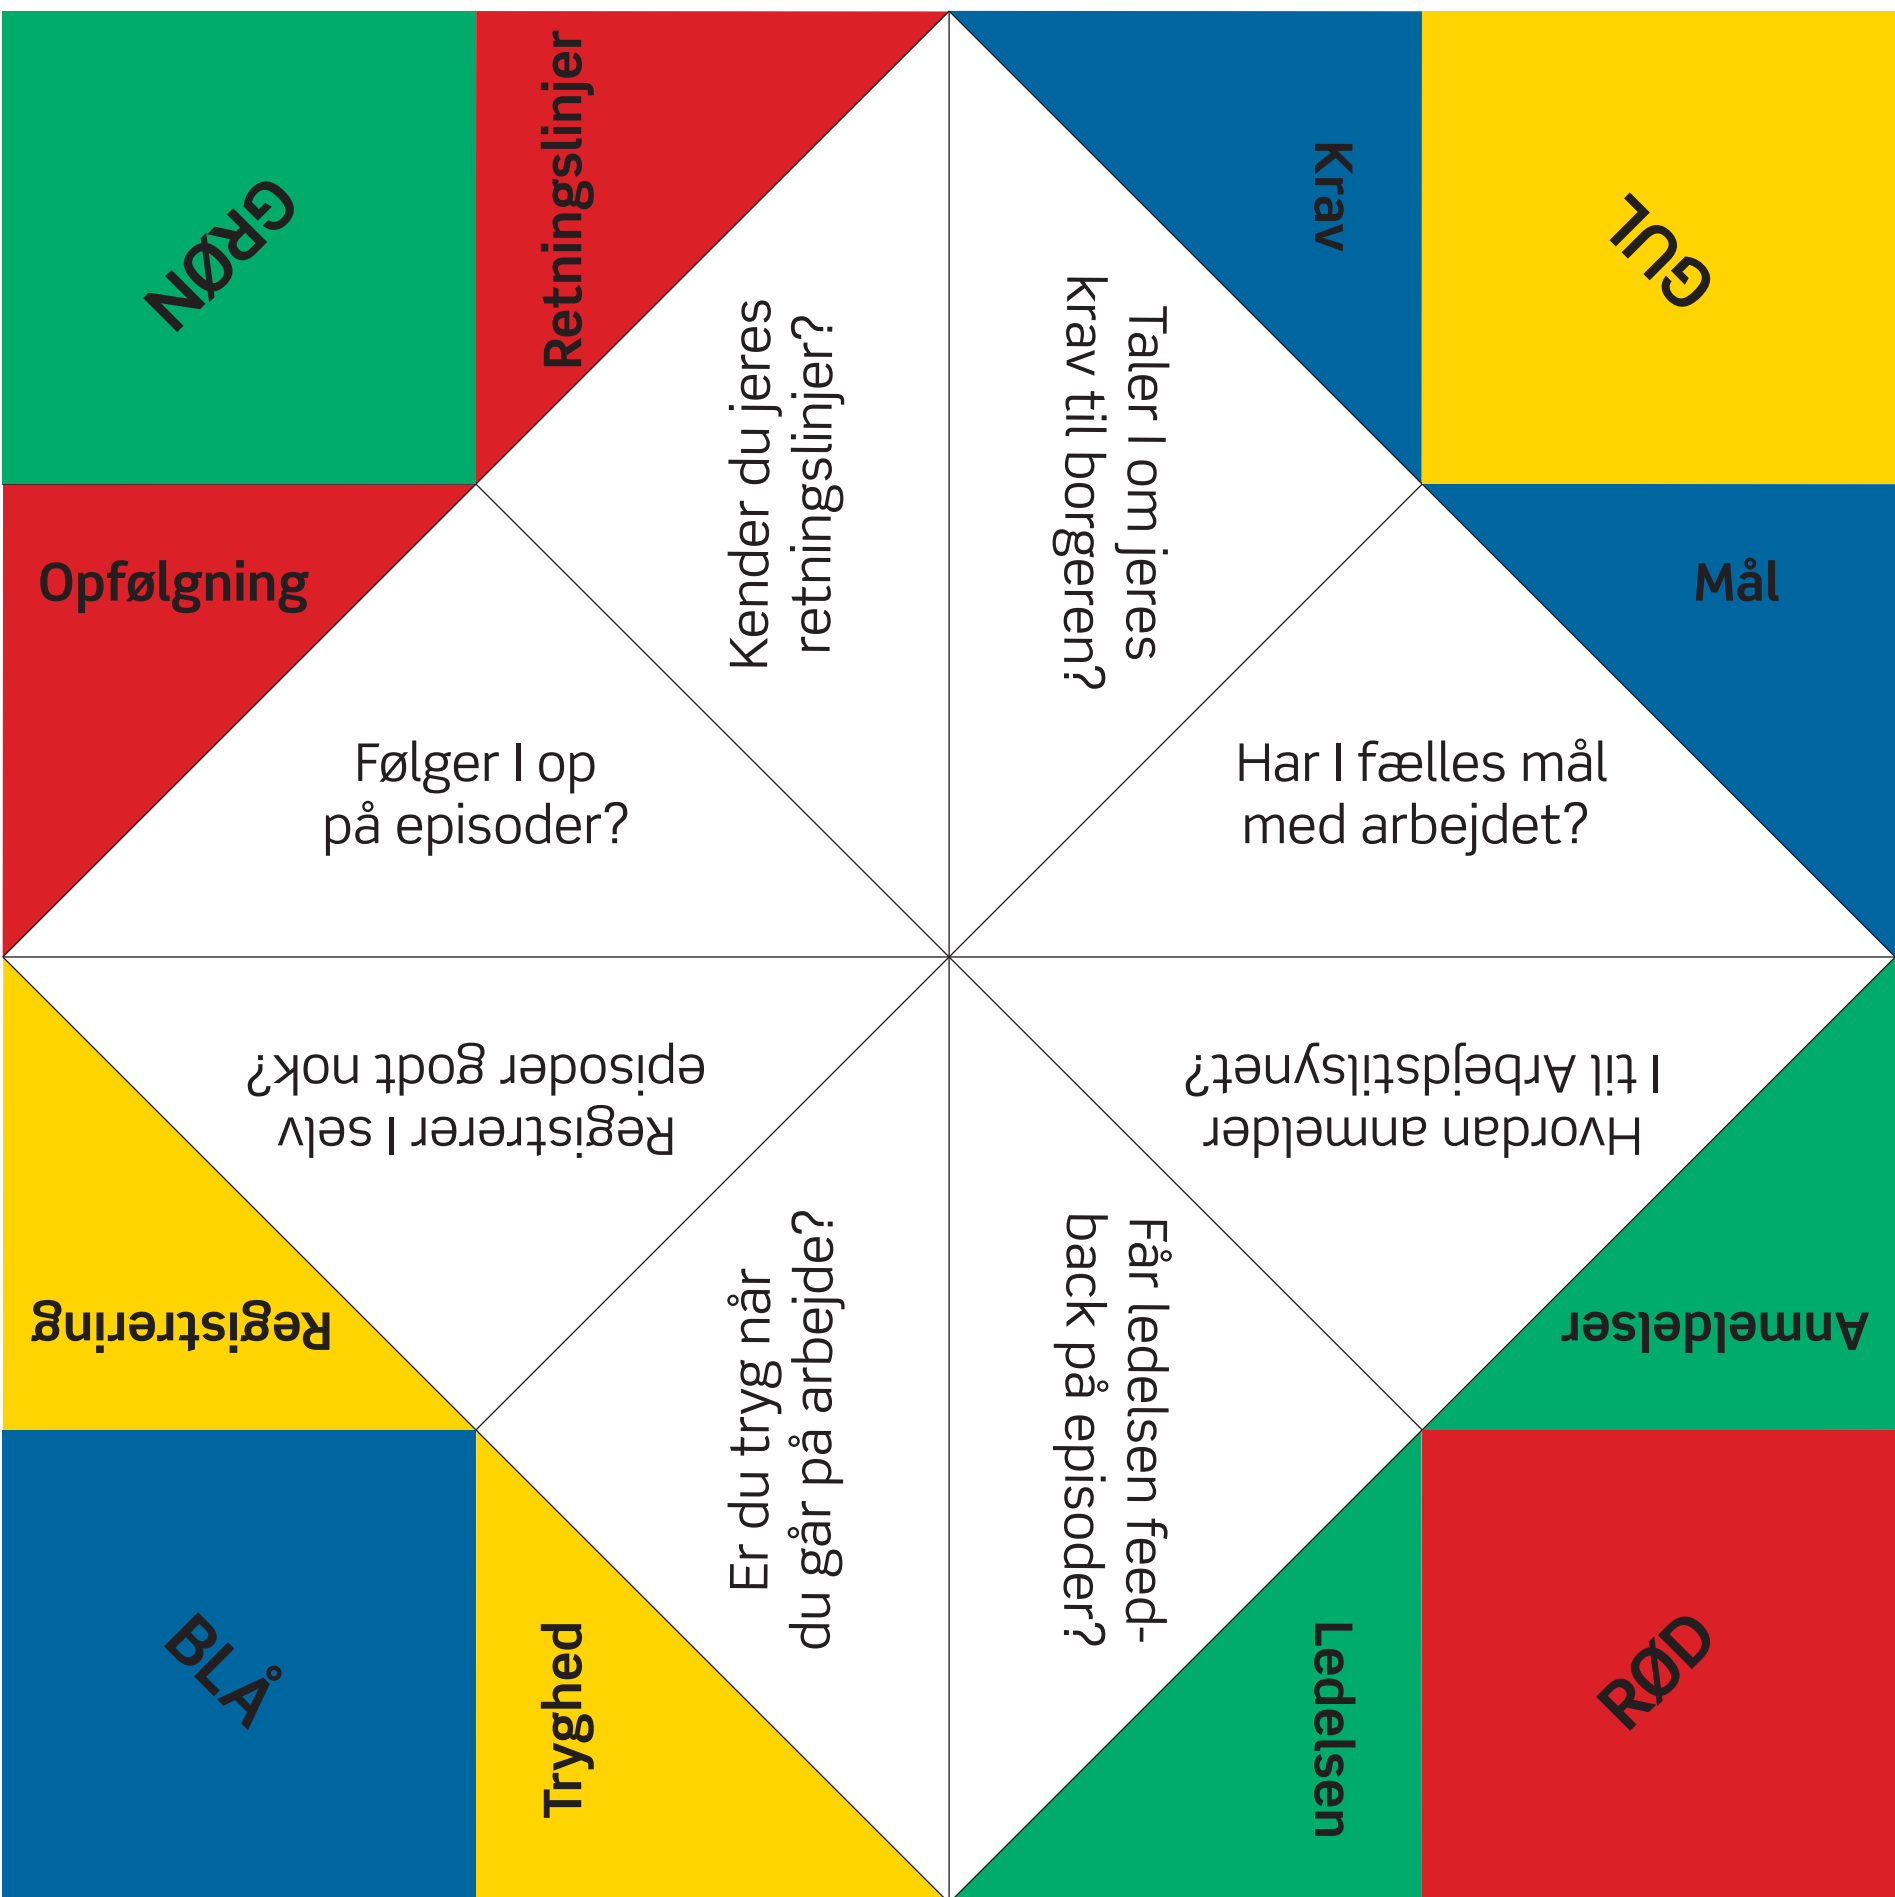 GRØN
Retningslinjer
Krav
GUL
Kender du jeres
retningslinjer?
Taler I om jeres
krav til borgeren?
Opfølgning
Mål
Følger I op
på episoder?
Har I fælles mål
med arbejdet?
Registrerer I selv
episoder godt nok?
Hvordan anmelder
I til Arbejdstilsynet?
Registrering
Anmeldelser
Er du tryg når
du går på arbejde?
Får ledelsen feed-
back på episoder?
BLÅ
Tryghed
Ledelsen
RØD